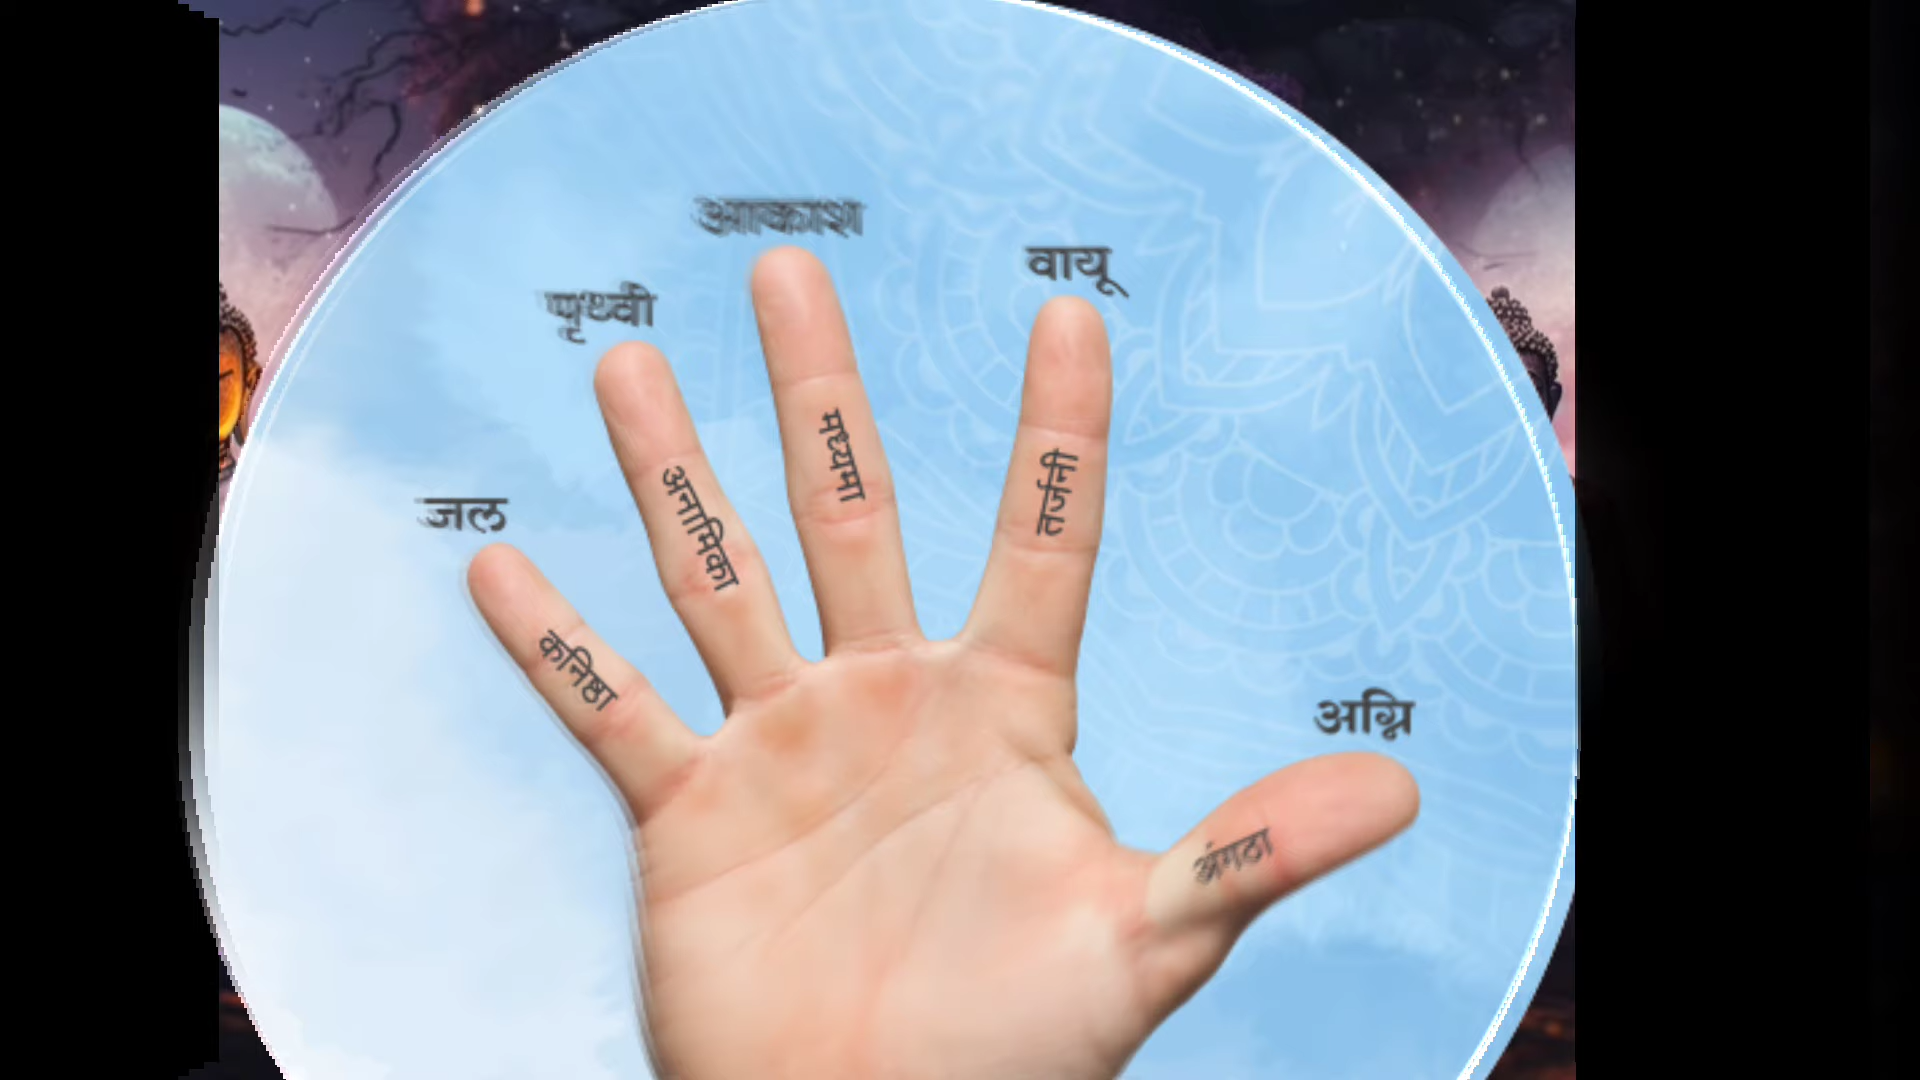 आकाश
वायू
पृथ्वी
जल
अग्नि
मध्यमा
तर्जनी
अनामिका
कनिष्ठा
अंगठा